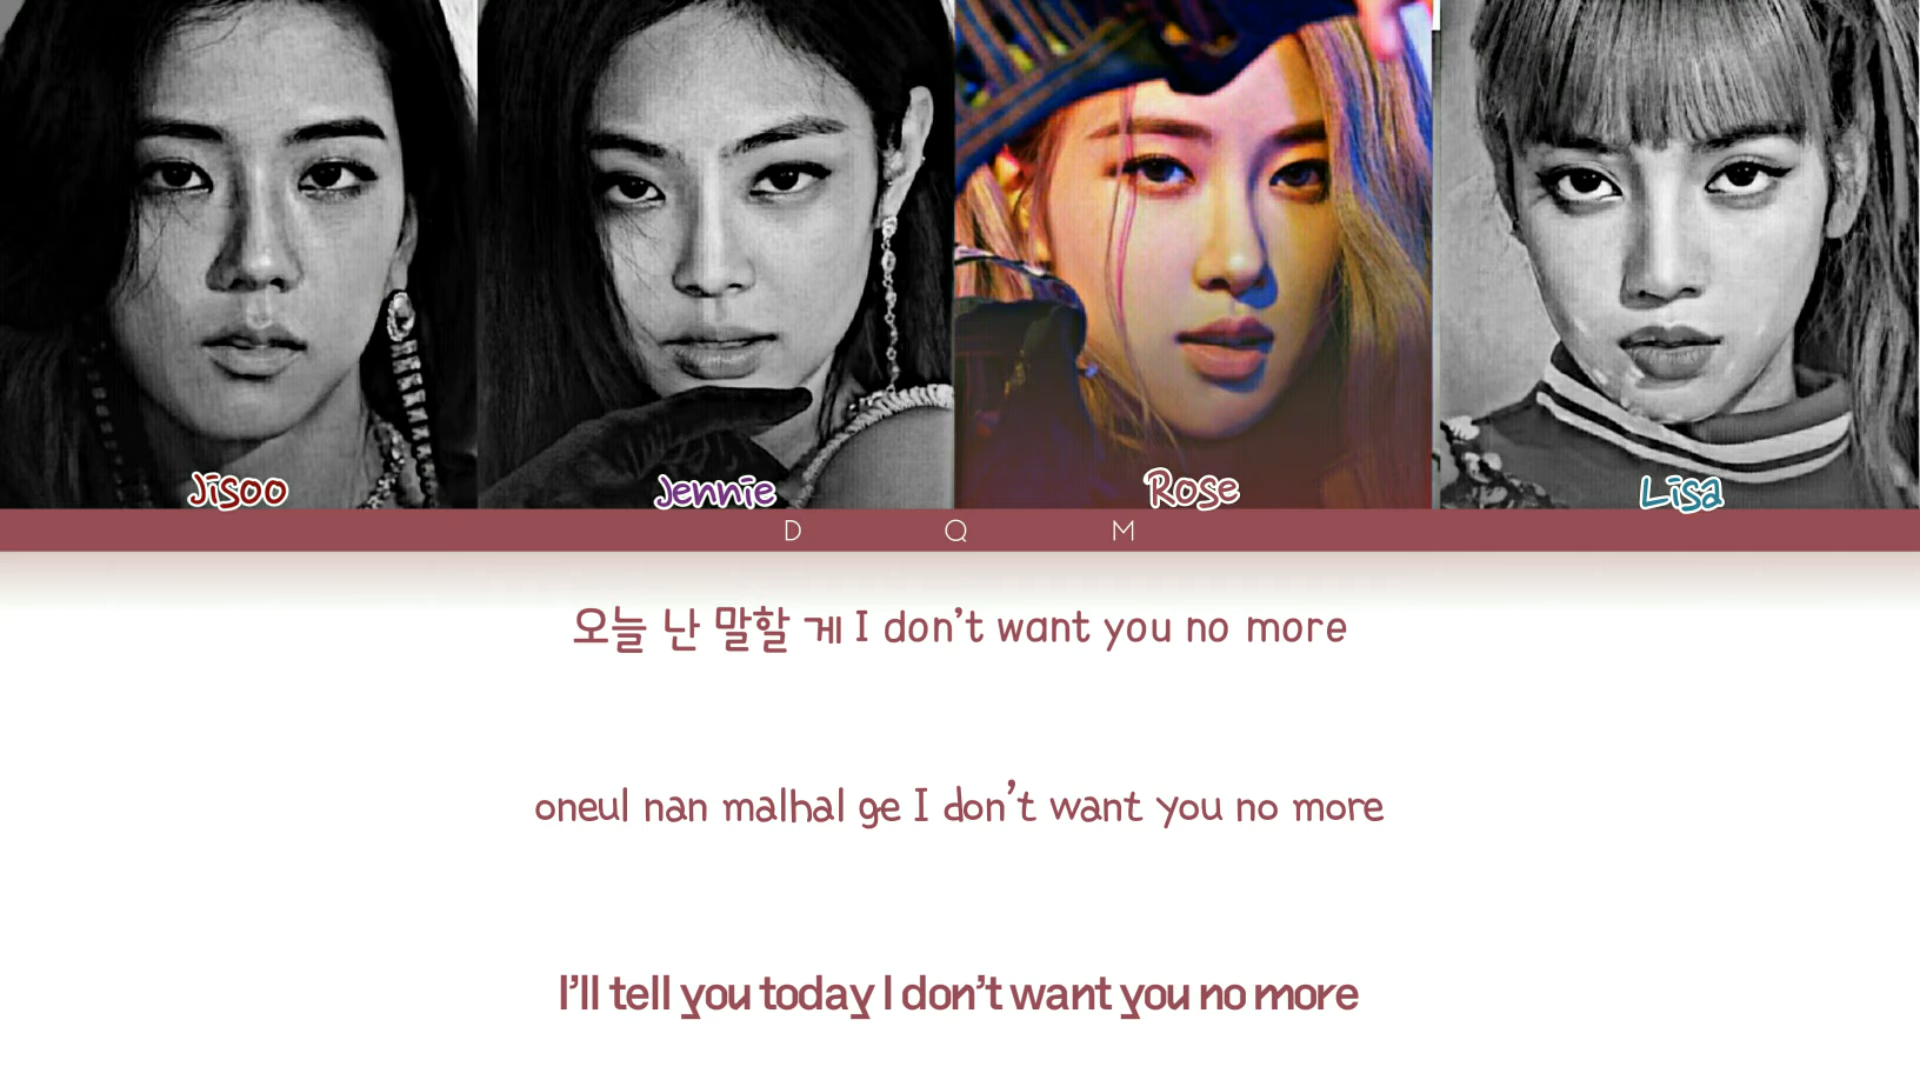 Jisoo Jennie Rose Lisa
D Q M
오늘 난 말할 게 I don't want you no more
oneul nan malhal ge I don't want you no more
I'll tell you today I don't want you no more